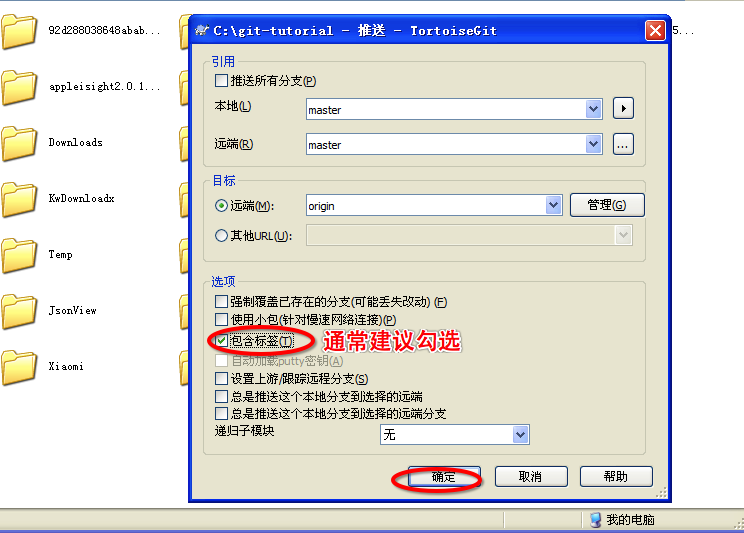 92d288038648abab...
appleisight2.0.1...
Downloads
KwDownloadx
Temp
JsonView
Xiaomi
5...
C:\git-tutorial - 推送 - TortoiseGit
引用
推送所有分支(P)
本地(L)
master
远端(R)
master
...
目标
远端(M):
origin
管理(G)
其他URL(U):
选项
强制覆盖已存在的分支(可能丢失改动) (F)
使用小包(针对慢速网络连接)(P)
包含标签(T)
通常建议勾选
自动加载putty密钥(A)
设置上游/跟踪远程分支(S)
总是推送这个本地分支到选择的远端
总是推送这个本地分支到选择的远端分支
递归子模块
无
确定
取消
帮助
我的电脑